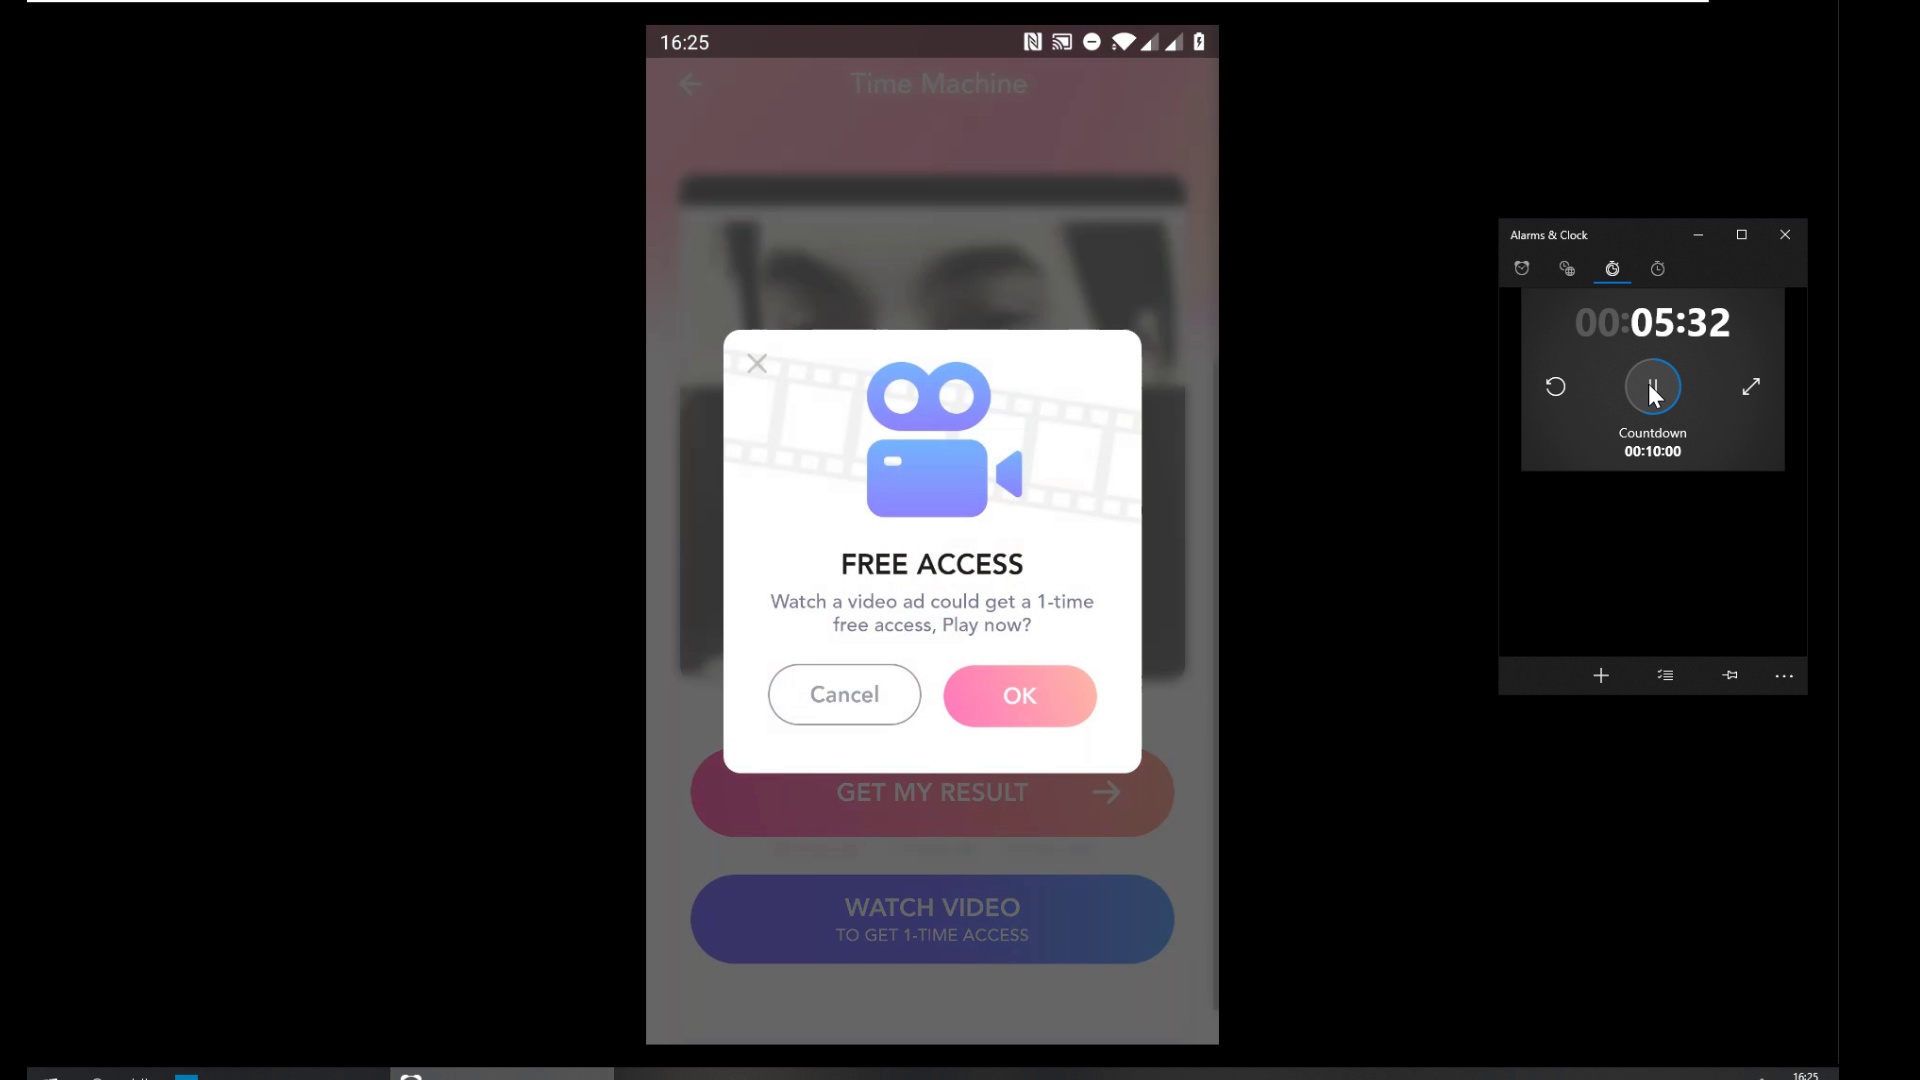 16:25
Time Machine
FREE ACCESS
Watch a video ad could get a 1-time
free access, Play now?
Cancel
OK
GET MY RESULT
WATCH VIDEO
TO GET 1-TIME ACCESS
Alarms & Clock
00:05:32
Countdown
00:10:00
16:25